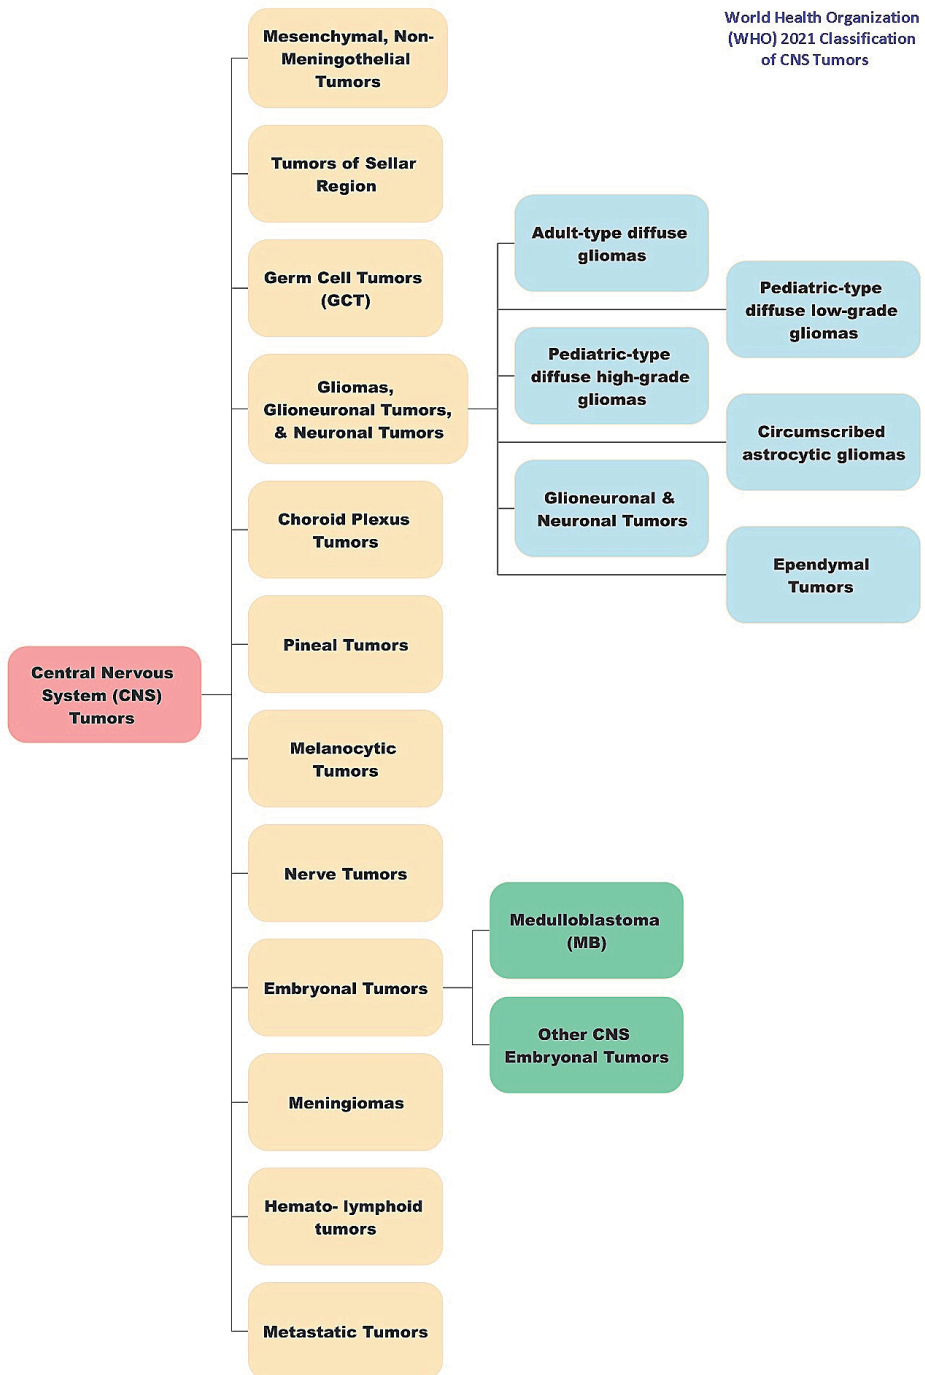 World Health Organization
(WHO) 2021 Classification
of CNS Tumors
Mesenchymal, Non-
Meningothelial
Tumors
Tumors of Sellar
Region
Germ Cell Tumors
(GCT)
Gliomas,
Glioneuronal Tumors,
& Neuronal Tumors
Adult-type diffuse
gliomas
Pediatric-type
diffuse low-grade
gliomas
Pediatric-type
diffuse high-grade
gliomas
Circumscribed
astrocytic gliomas
Glioneuronal &
Neuronal Tumors
Ependymal
Tumors
Choroid Plexus
Tumors
Pineal Tumors
Central Nervous
System (CNS)
Tumors
Melanocytic
Tumors
Nerve Tumors
Embryonal Tumors
Medulloblastoma
(MB)
Other CNS
Embryonal Tumors
Meningiomas
Hemato- lymphoid
tumors
Metastatic Tumors